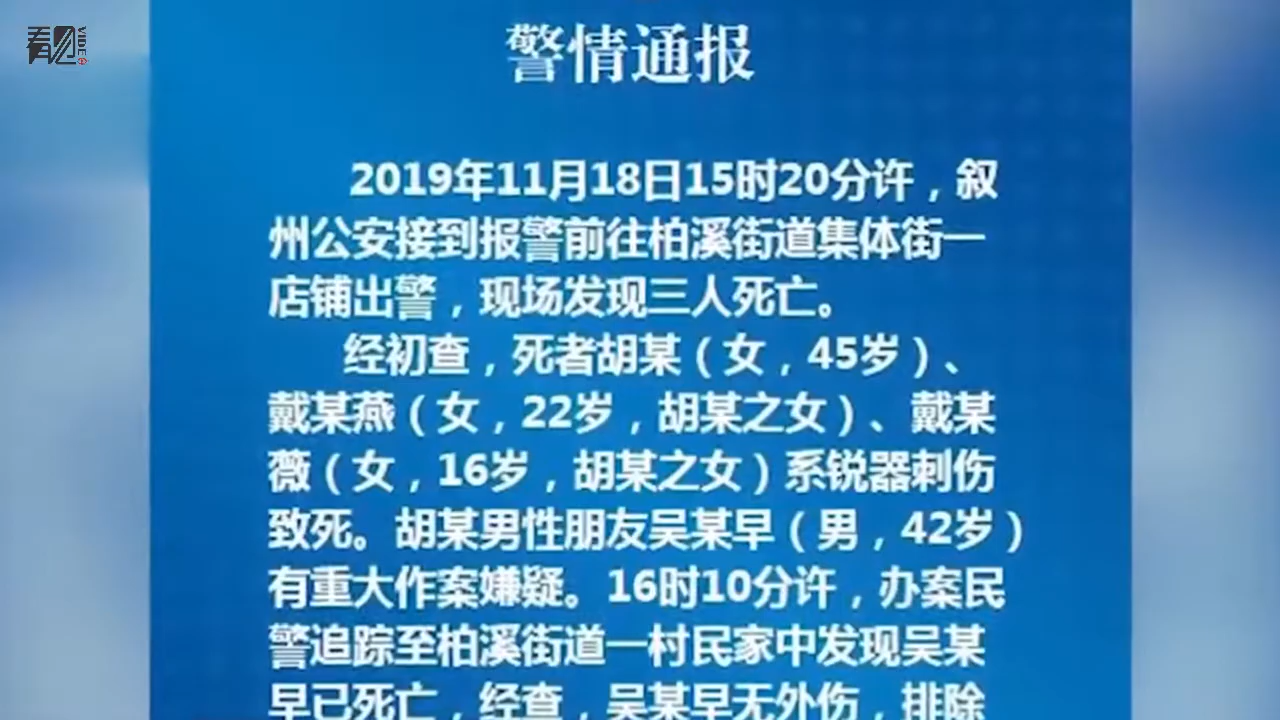 看看 VIDEO
警情通报
2019年11月18日15时20分许，叙
州公安接到报警前往柏溪街道集体街一
店铺出警，现场发现三人死亡。
经初查，死者胡某（女，45岁）、
戴某燕（女，22岁，胡某之女）、戴某
薇（女，16岁，胡某之女）系锐器刺伤
致死。胡某男性朋友吴某早（男，42岁）
有重大作案嫌疑。16时10分许，办案民
警追踪至柏溪街道一村民家中发现吴某
早已死亡，经查，吴某早无外伤，排除